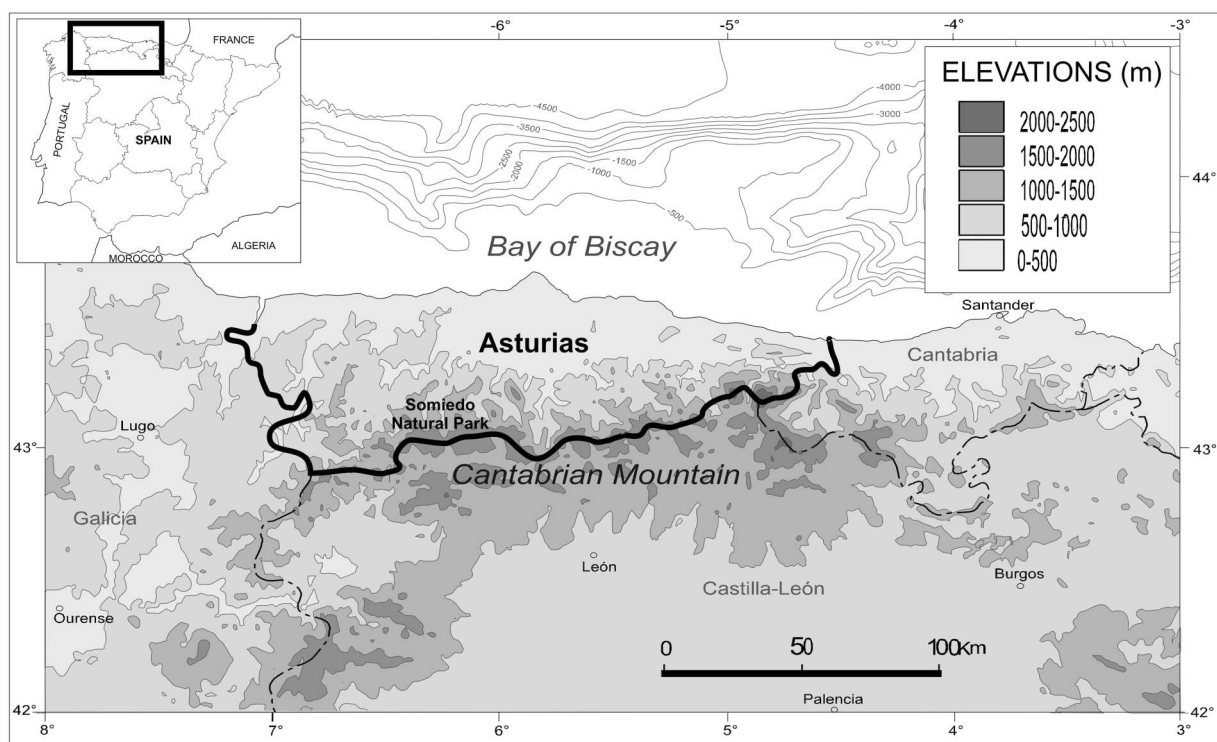 -6°
-5°
-4°
-3°
FRANCE
PORTUGAL
SPAIN
ALGERIA
MOROCCO
ELEVATIONS (m)
2000-2500
1500-2000
1000-1500
500-1000
0-500
-4500
-3500
-2500
-2000
-1500
-1000
-500
-4000
-3000
44°
44°
Bay of Biscay
Santander
Asturias
Cantabria
Somiedo
Natural Park
Lugo
43°
43°
Cantabrian Mountain
Galicia
León
Castilla-León
Burgos
Ourense
0
50
100Km
Palencia
42°
42°
8°
7°
6°
5°
4°
3°